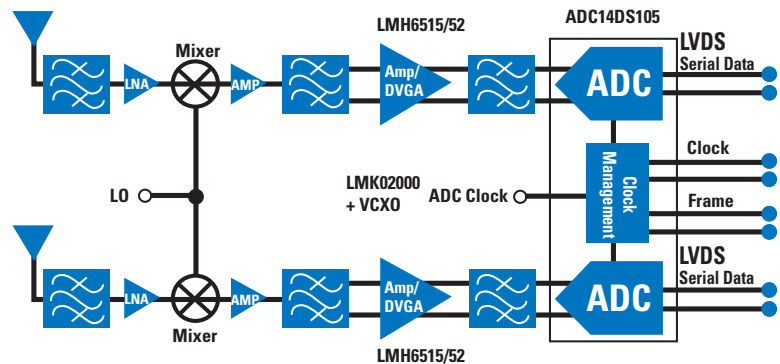 LMH6515/52
ADC14DS105
Mixer
LNA
AMP
Amp/
DVGA
ADC
LVDS
Serial Data
Clock
LO
LMK02000
+ VCXO
ADC Clock
Clock
Management
Frame
LVDS
Serial Data
LNA
AMP
Amp/
DVGA
ADC
Mixer
LMH6515/52